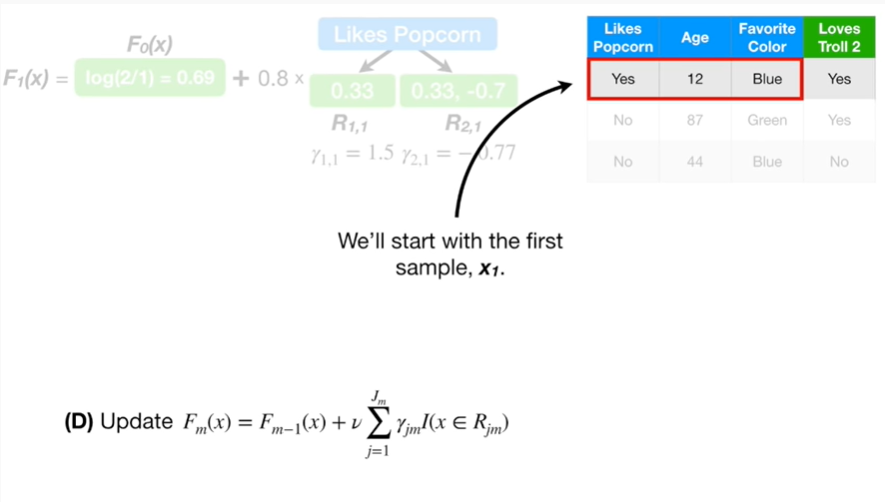 F₀(x)
F₁(x) = log(2/1) = 0.69 + 0.8 ×
Likes Popcorn
0.33
0.33, -0.7
R₁,₁
R₂,₁
γ₁,₁ = 1.5 γ₂,₁ = − 0.77
Likes Popcorn Age Favorite Color Loves Troll 2
Yes 12 Blue Yes
No 87 Green Yes
No 44 Blue No
We’ll start with the first
sample, x₁.
(D) Update Fₘ(x) = Fₘ₋₁(x) + ν ∑ⱼ₌₁^Jₘ γⱼₘI(x ∈ Rⱼₘ)